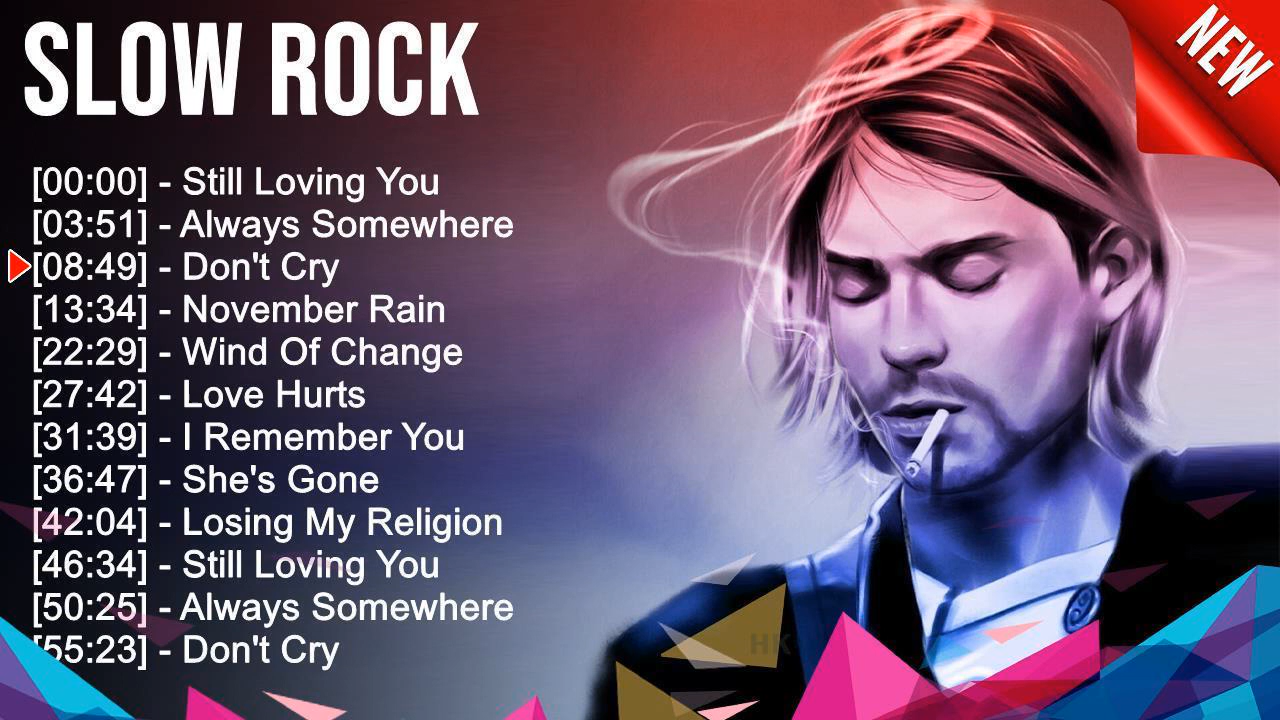 SLOW ROCK
NEW
[00:00] - Still Loving You
[03:51] - Always Somewhere
[08:49] - Don't Cry
[13:34] - November Rain
[22:29] - Wind Of Change
[27:42] - Love Hurts
[31:39] - I Remember You
[36:47] - She's Gone
[42:04] - Losing My Religion
[46:34] - Still Loving You
[50:25] - Always Somewhere
[55:23] - Don't Cry
HK